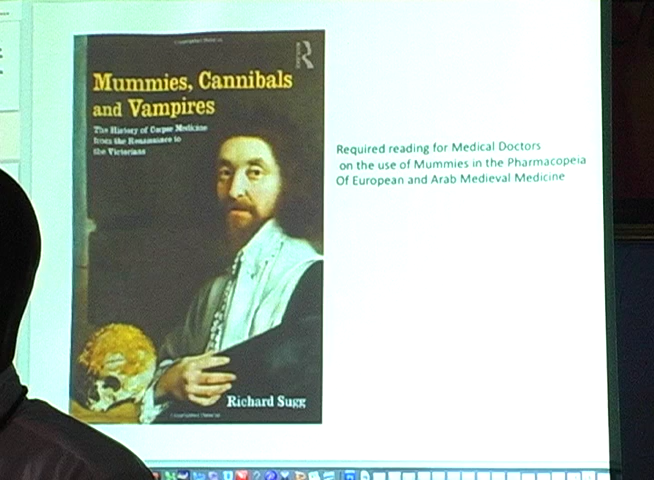 Mummies, Cannibals
and Vampires
The History of Corpse Medicine
from the Renaissance to
the Victorians
Richard Sugg
Required reading for Medical Doctors
on the use of Mummies in the Pharmacopeia
Of European and Arab Medieval Medicine